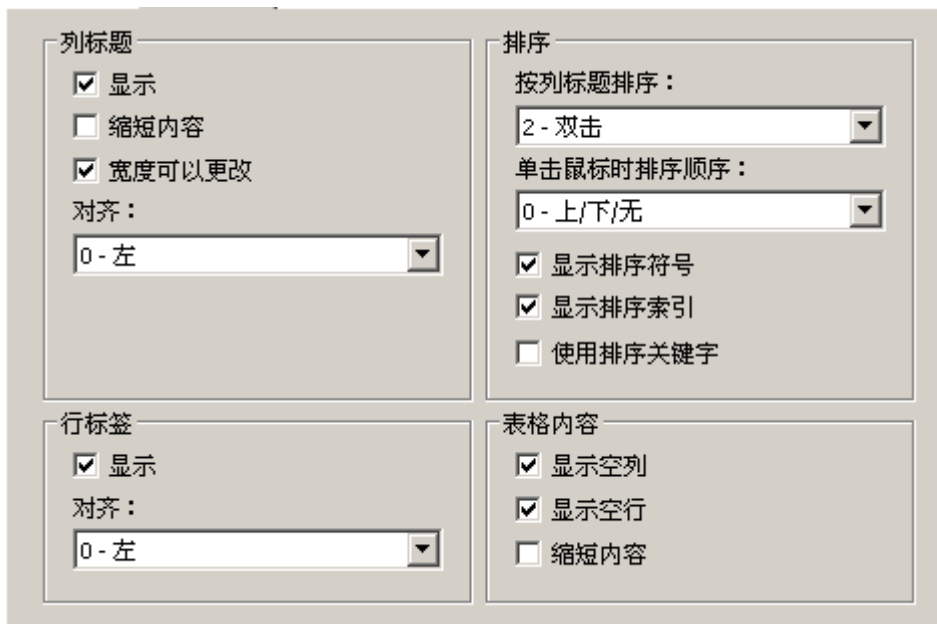 列标题
显示
缩短内容
宽度可以更改
对齐：
0 - 左
排序
按列标题排序：
2 - 双击
单击鼠标时排序顺序：
0 - 上/下/无
显示排序符号
显示排序索引
使用排序关键字
行标签
显示
对齐：
0 - 左
表格内容
显示空列
显示空行
缩短内容